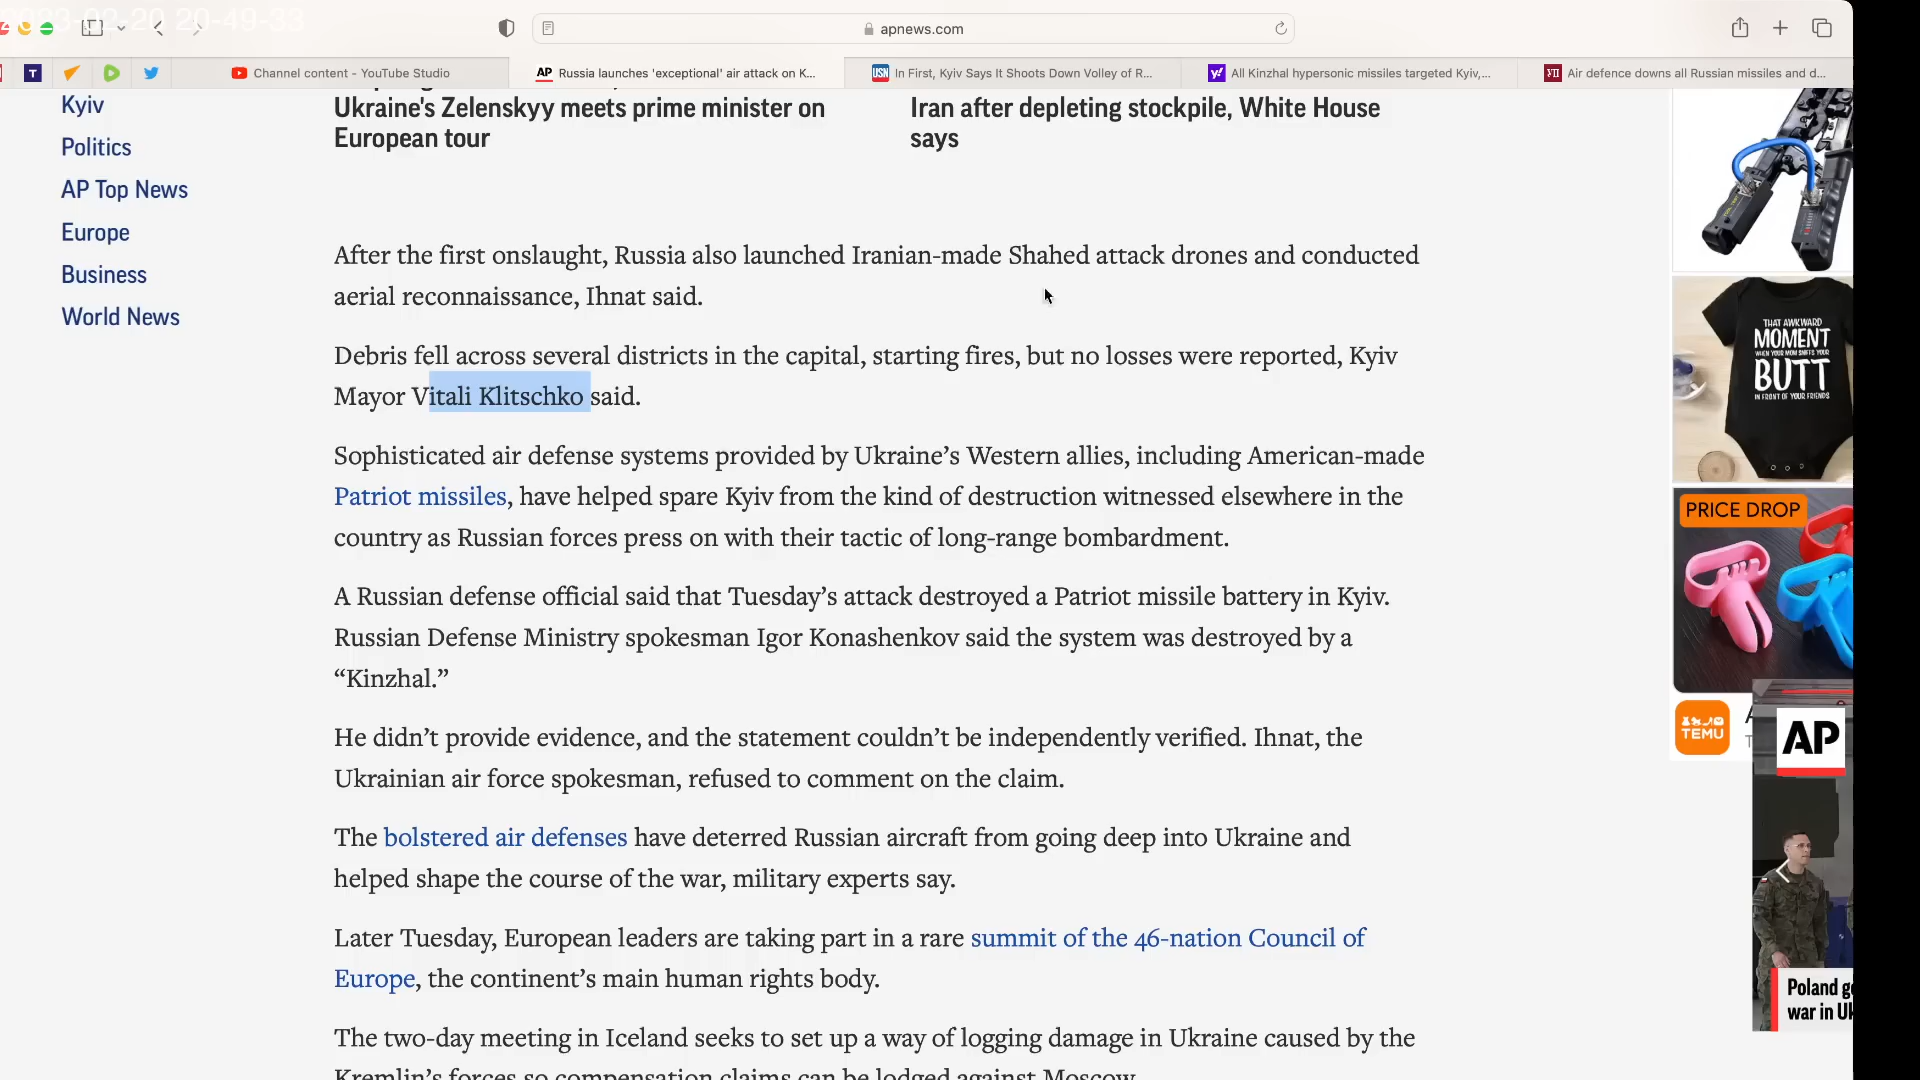 2023-02-20 20-49-33
apnews.com
T
Channel content - YouTube Studio
AP Russia launches 'exceptional' air attack on K...
USN In First, Kyiv Says It Shoots Down Volley of R...
y! All Kinzhal hypersonic missiles targeted Kyiv,...
Air defence downs all Russian missiles and d...
Kyiv
Politics
AP Top News
Europe
Business
World News
Ukraine's Zelenskyy meets prime minister on
European tour
Iran after depleting stockpile, White House
says
After the first onslaught, Russia also launched Iranian-made Shahed attack drones and conducted
aerial reconnaissance, Ihnat said.
Debris fell across several districts in the capital, starting fires, but no losses were reported, Kyiv
Mayor Vitali Klitschko said.
Sophisticated air defense systems provided by Ukraine’s Western allies, including American-made
Patriot missiles, have helped spare Kyiv from the kind of destruction witnessed elsewhere in the
country as Russian forces press on with their tactic of long-range bombardment.
A Russian defense official said that Tuesday’s attack destroyed a Patriot missile battery in Kyiv.
Russian Defense Ministry spokesman Igor Konashenkov said the system was destroyed by a
“Kinzhal.”
He didn’t provide evidence, and the statement couldn’t be independently verified. Ihnat, the
Ukrainian air force spokesman, refused to comment on the claim.
The bolstered air defenses have deterred Russian aircraft from going deep into Ukraine and
helped shape the course of the war, military experts say.
Later Tuesday, European leaders are taking part in a rare summit of the 46-nation Council of
Europe, the continent’s main human rights body.
The two-day meeting in Iceland seeks to set up a way of logging damage in Ukraine caused by the
Kremlin’s forces so compensation claims can be lodged against Moscow.
THAT AWKWARD
MOMENT
WHEN YOUR MOM SNIFFS YOUR
BUTT
IN FRONT OF YOUR FRIENDS
PRICE DROP
TEMU
AP
Poland
war in